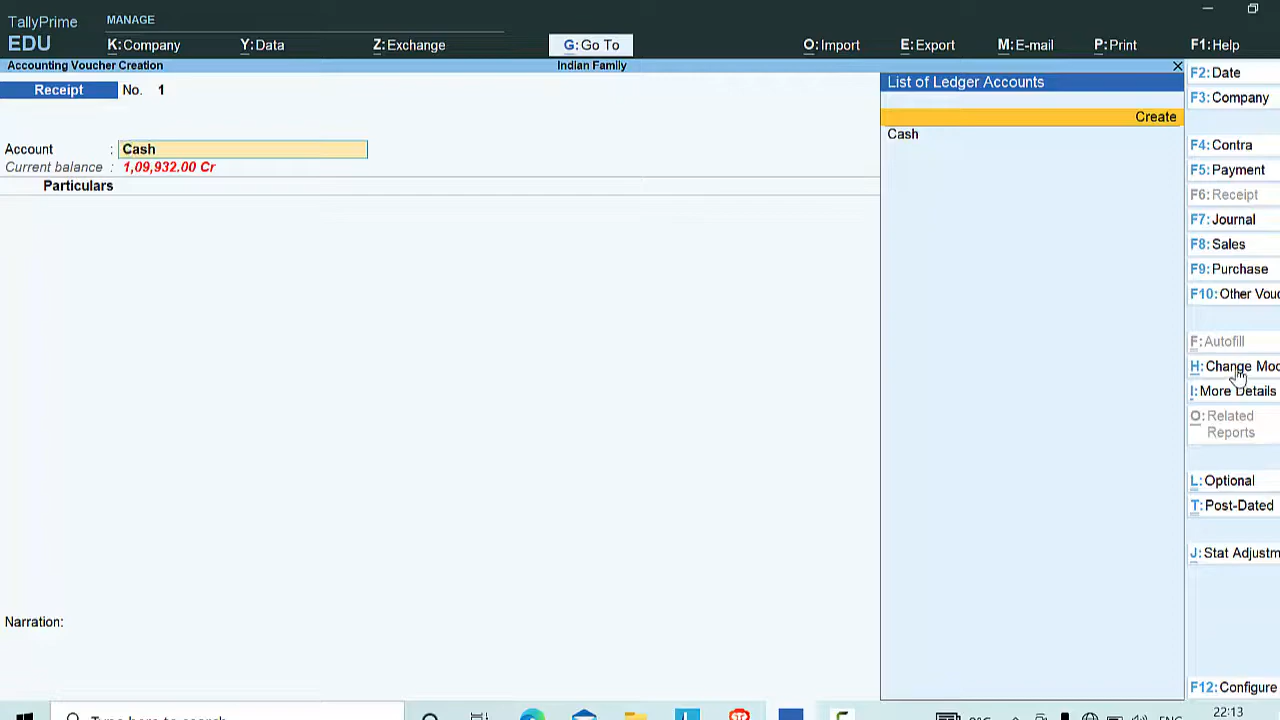 TallyPrime
EDU
MANAGE
K:Company
Y:Data
Z:Exchange
G:Go To
O:Import
E:Export
M:E-mail
P:Print
F1:Help
Accounting Voucher Creation
Indian Family
Receipt No. 1
Account : Cash
Current balance : 1,09,932.00 Cr
Particulars
Narration:
List of Ledger Accounts
Create
Cash
F2:Date
F3:Company
F4:Contra
F5:Payment
F6:Receipt
F7:Journal
F8:Sales
F9:Purchase
F10:Other Vouc
F:Autofill
H:Change Mod
I:More Details
O:Related
Reports
L:Optional
T:Post-Dated
J:Stat Adjustm
F12:Configure
Type here to search
22:13